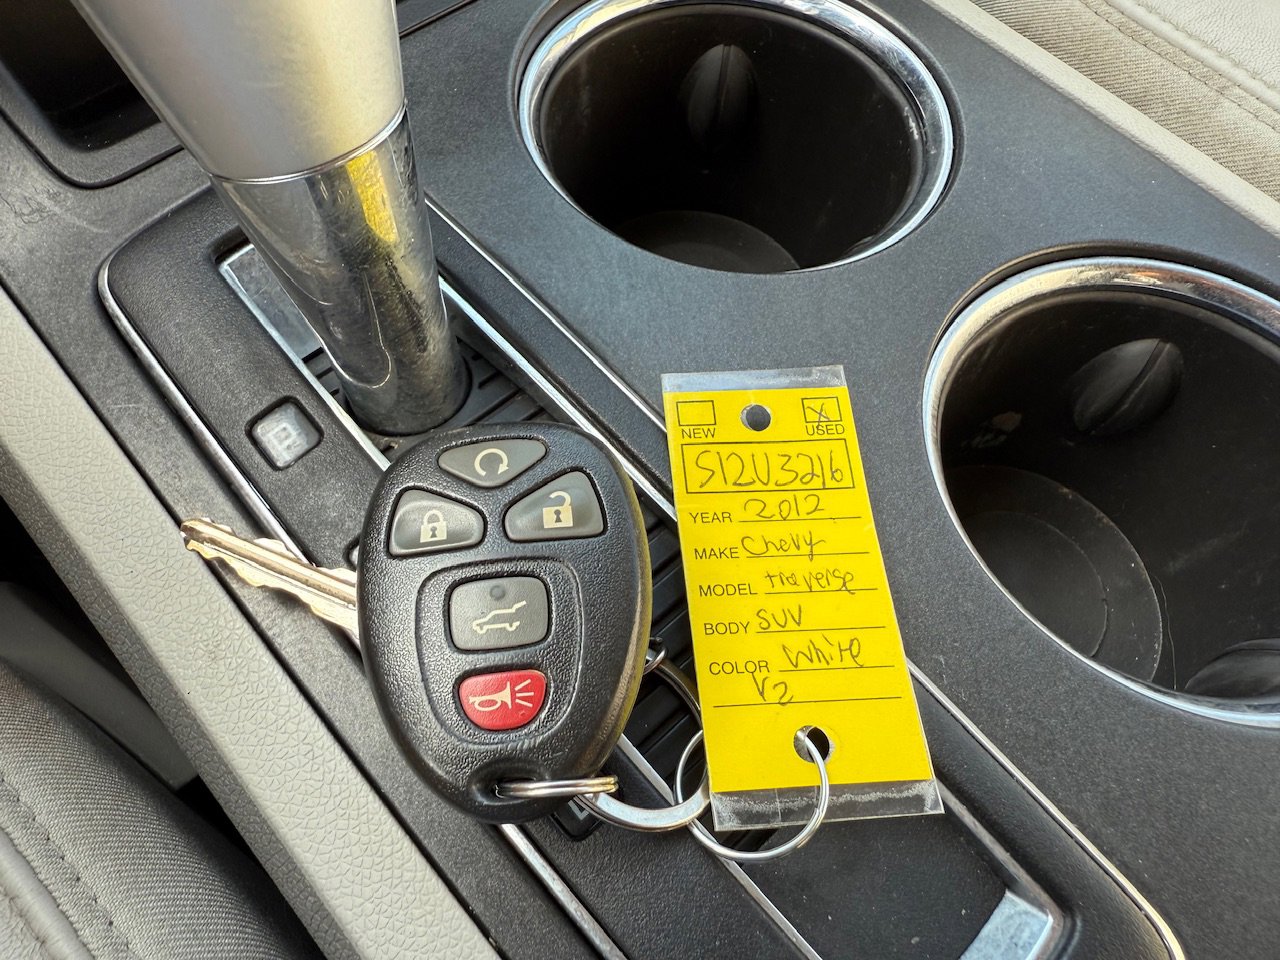 NEW USED
S12U3216
YEAR 2012
MAKE Chevy
MODEL traverse
BODY SUV
COLOR White
V2
P